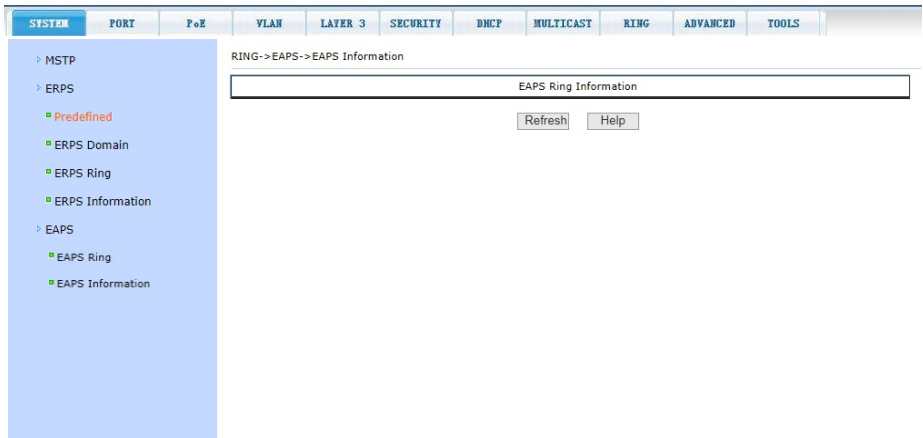 SYSTEM PORT PoE VLAN LAYER 3 SECURITY DHCP MULTICAST RING ADVANCED TOOLS
MSTP
ERPS
Predefined
ERPS Domain
ERPS Ring
ERPS Information
EAPS
EAPS Ring
EAPS Information
RING->EAPS->EAPS Information
EAPS Ring Information
Refresh Help